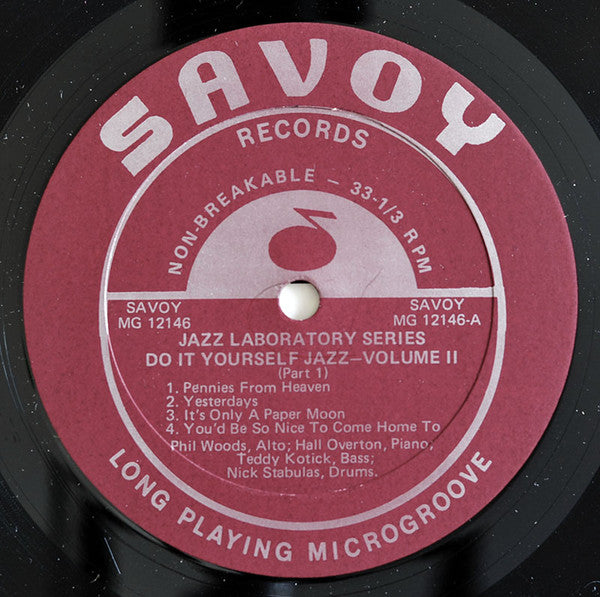 SAVOY
RECORDS
NON-BREAKABLE - 33-1/3 RPM
SAVOY
MG 12146
SAVOY
MG 12146-A
JAZZ LABORATORY SERIES
DO IT YOURSELF JAZZ—VOLUME II
(Part 1)
1. Pennies From Heaven
2. Yesterdays
3. It's Only A Paper Moon
4. You'd Be So Nice To Come Home To
Phil Woods, Alto; Hall Overton, Piano;
Teddy Kotick, Bass;
Nick Stabulas, Drums.
LONG PLAYING MICROGROOVE